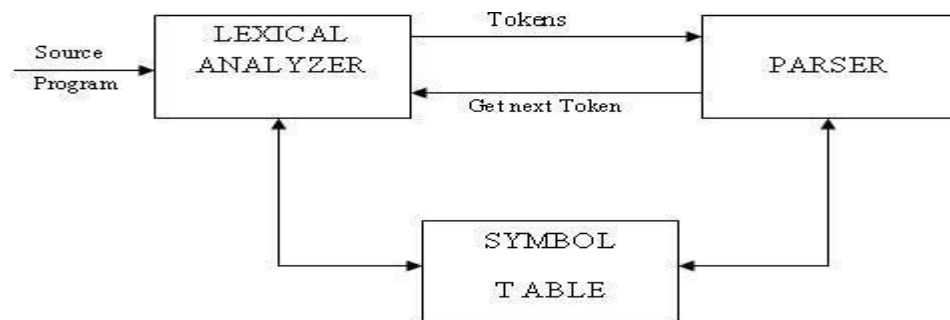 Source
Program
LEXICAL
ANALYZER
Tokens
Get next Token
PARSER
SYMBOL
TABLE